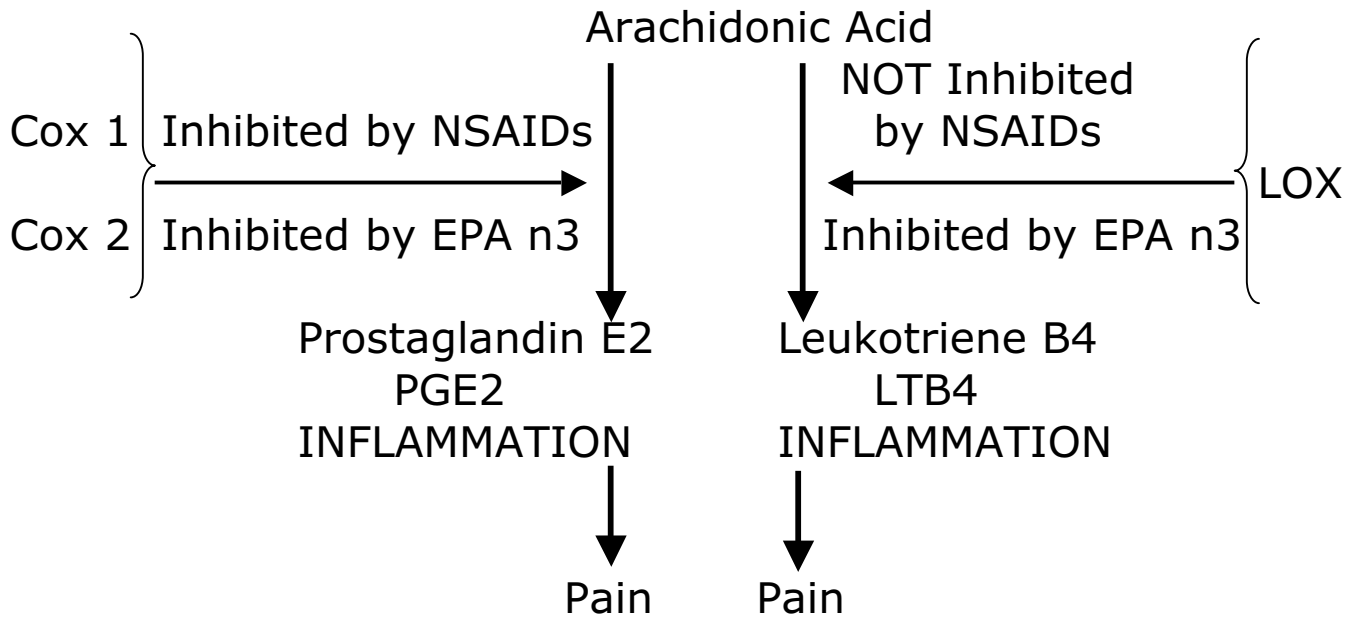 Arachidonic Acid
Cox 1
Inhibited by NSAIDs
Cox 2
Inhibited by EPA n3
NOT Inhibited
by NSAIDs
LOX
Inhibited by EPA n3
Prostaglandin E2
PGE2
INFLAMMATION
Leukotriene B4
LTB4
INFLAMMATION
Pain
Pain